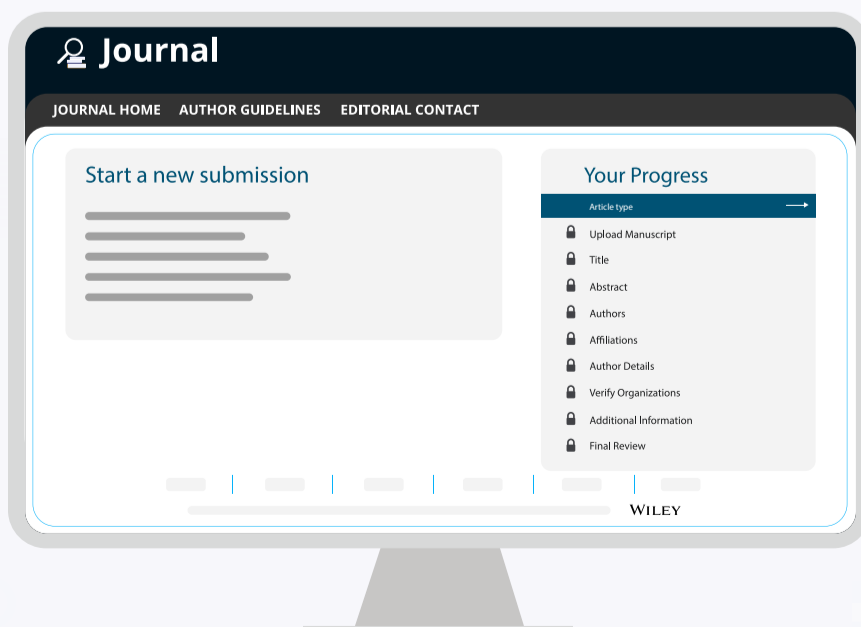 Journal
JOURNAL HOME AUTHOR GUIDELINES EDITORIAL CONTACT
Start a new submission
Your Progress
Article type
Upload Manuscript
Title
Abstract
Authors
Affiliations
Author Details
Verify Organizations
Additional Information
Final Review
WILEY